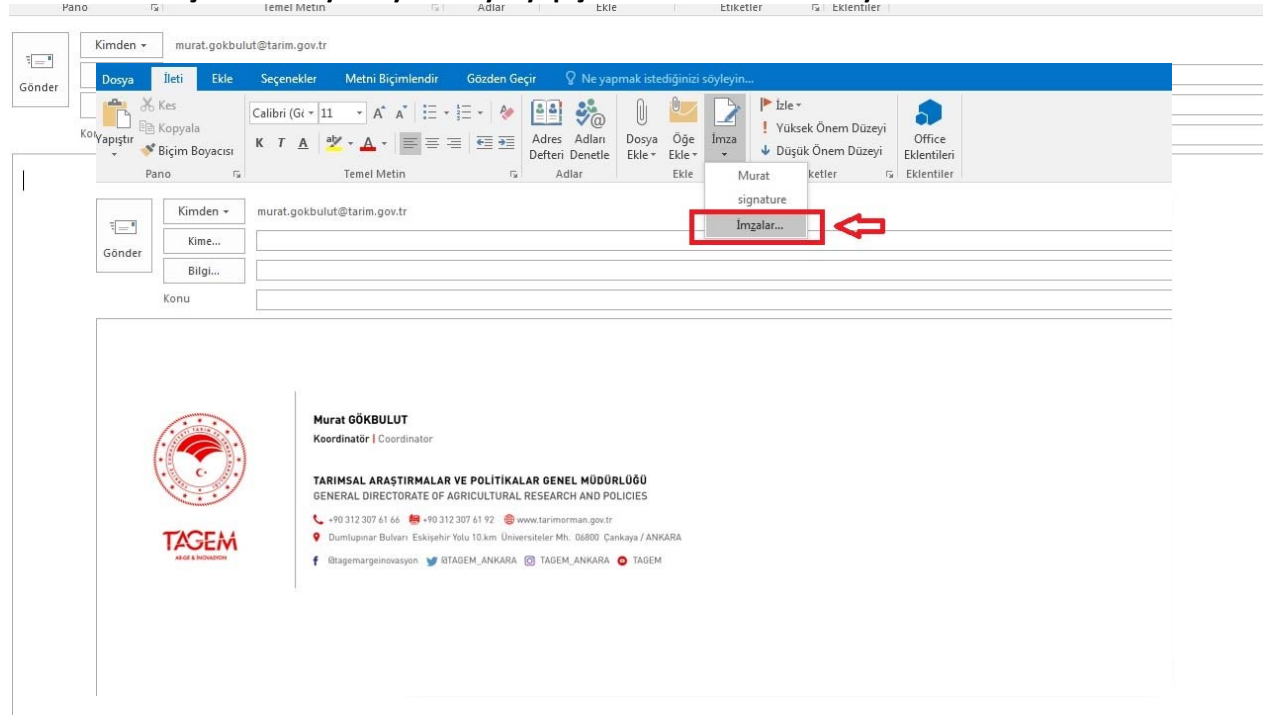 Pano Temel Metin Adlar Ekle Etiketler Eklentiler
Kimden murat.gokbulut@tarim.gov.tr
Gönder
Dosya İleti Ekle Seçenekler Metni Biçimlendir Gözden Geçir Ne yapmak istediğinizi söyleyin...
Kes
Kopyala
Biçim Boyacısı
Yapıştır
Calibri (Gö 11
K T A
Adres Defteri
Adları Denetle
Dosya Ekle
Öğe Ekle
İmza
İzle
Yüksek Önem Düzeyi
Düşük Önem Düzeyi
Office Eklentileri
Pano Temel Metin Adlar Ekle ketler Eklentiler
Murat
signature
İmzalar...
Gönder
Kimden murat.gokbulut@tarim.gov.tr
Kime...
Bilgi...
Konu
Murat GÖKBULUT
Koordinatör | Coordinator
TARIMSAL ARAŞTIRMALAR VE POLİTİKALAR GENEL MÜDÜRLÜĞÜ
GENERAL DIRECTORATE OF AGRICULTURAL RESEARCH AND POLICIES
+90 312 307 61 66 +90 312 307 61 92 www.tarimorman.gov.tr
Dumlupınar Bulvarı Eskişehir Yolu 10.km Üniversiteler Mh. 06800 Çankaya / ANKARA
@tagemargeinovasyon @TAGEM_ANKARA TAGEM_ANKARA TAGEM
TAGEM
AR-GE & İNOVASYON